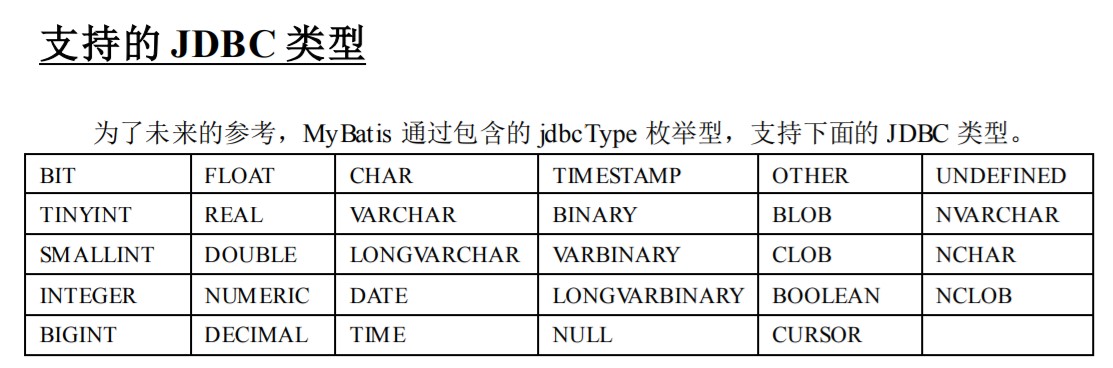 支持的 JDBC 类型
为了未来的参考，MyBatis 通过包含的 jdbcType 枚举型，支持下面的 JDBC 类型。
BIT FLOAT CHAR TIMESTAMP OTHER UNDEFINED
TINYINT REAL VARCHAR BINARY BLOB NVARCHAR
SMALLINT DOUBLE LONGVARCHAR VARBINARY CLOB NCHAR
INTEGER NUMERIC DATE LONGVARBINARY BOOLEAN NCLOB
BIGINT DECIMAL TIME NULL CURSOR